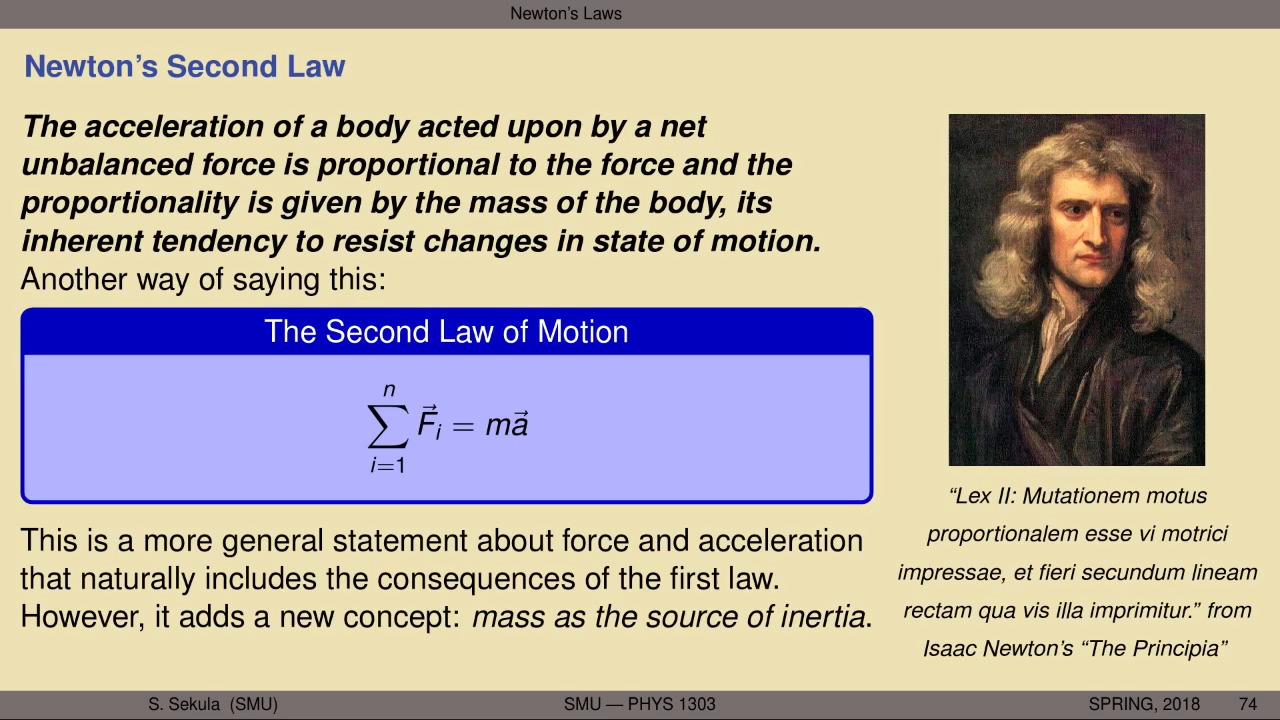 Newton's Laws
Newton's Second Law
The acceleration of a body acted upon by a net
unbalanced force is proportional to the force and the
proportionality is given by the mass of the body, its
inherent tendency to resist changes in state of motion.
Another way of saying this:
The Second Law of Motion
n
∑ F⃗ᵢ = ma⃗
i=1
This is a more general statement about force and acceleration
that naturally includes the consequences of the first law.
However, it adds a new concept: mass as the source of inertia.
“Lex II: Mutationem motus
proportionalem esse vi motrici
impressae, et fieri secundum lineam
rectam qua vis illa imprimitur.” from
Isaac Newton's “The Principia”
S. Sekula (SMU) SMU — PHYS 1303 SPRING, 2018 74